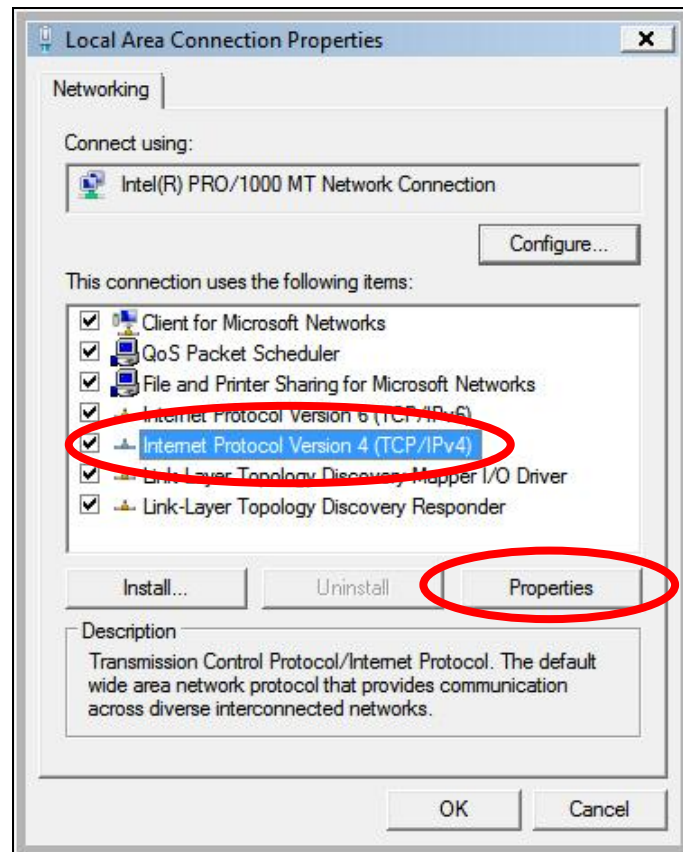 Local Area Connection Properties
Networking
Connect using:
Intel(R) PRO/1000 MT Network Connection
Configure...
This connection uses the following items:
Client for Microsoft Networks
QoS Packet Scheduler
File and Printer Sharing for Microsoft Networks
Internet Protocol Version 6 (TCP/IPv6)
Internet Protocol Version 4 (TCP/IPv4)
Link-Layer Topology Discovery Mapper I/O Driver
Link-Layer Topology Discovery Responder
Install... Uninstall Properties
Description
Transmission Control Protocol/Internet Protocol. The default
wide area network protocol that provides communication
across diverse interconnected networks.
OK Cancel